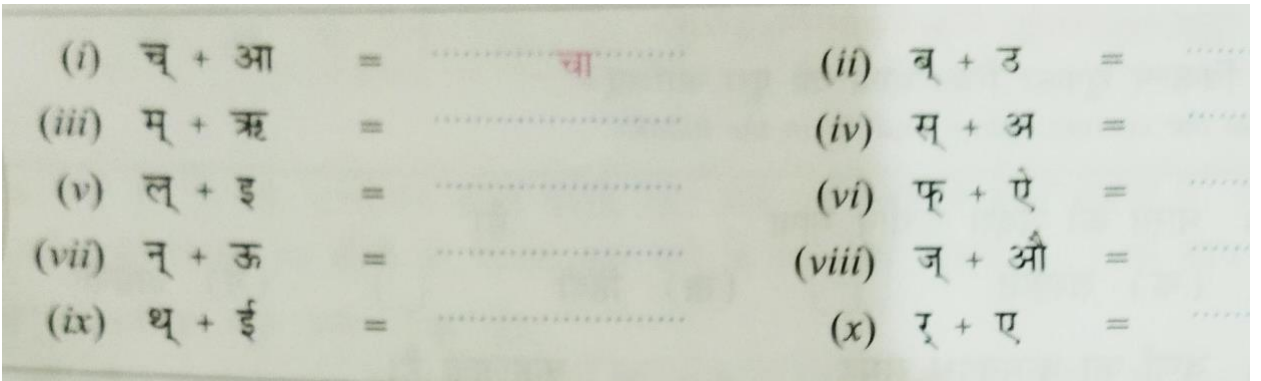 (i) च् + आ = ........ चा ........ (ii) ब् + उ = ......
(iii) म् + ऋ = ................ (iv) स् + अ = ......
(v) ल् + इ = ................ (vi) फ् + ऐ = ......
(vii) न् + ऊ = ................ (viii) ज् + औ = ......
(ix) थ् + ई = ................ (x) र् + ए = ......